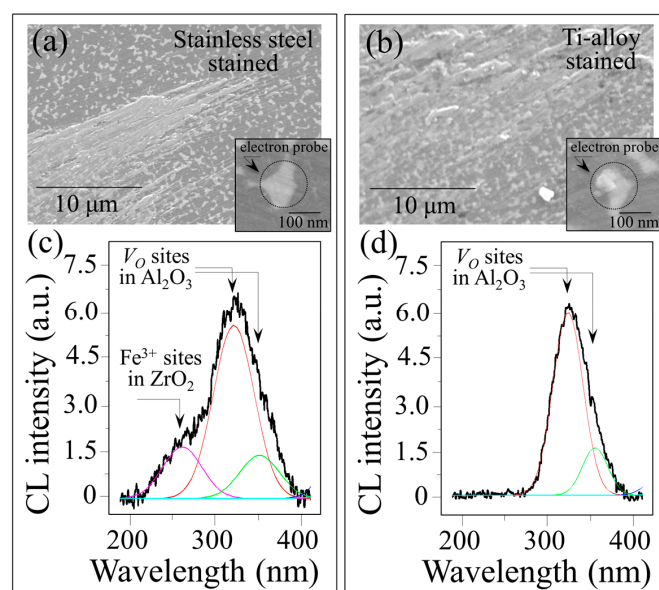 (a)
Stainless steel
stained
electron probe
10 μm
100 nm
(b)
Ti-alloy
stained
electron probe
10 μm
100 nm
(c)
V_O sites
in Al₂O₃
Fe³⁺ sites
in ZrO₂
CL intensity (a.u.)
7.5
6.0
4.5
3.0
1.5
0
200 300 400
Wavelength (nm)
(d)
V_O sites
in Al₂O₃
CL intensity (a.u.)
7.5
6.0
4.5
3.0
1.5
0
200 300 400
Wavelength (nm)